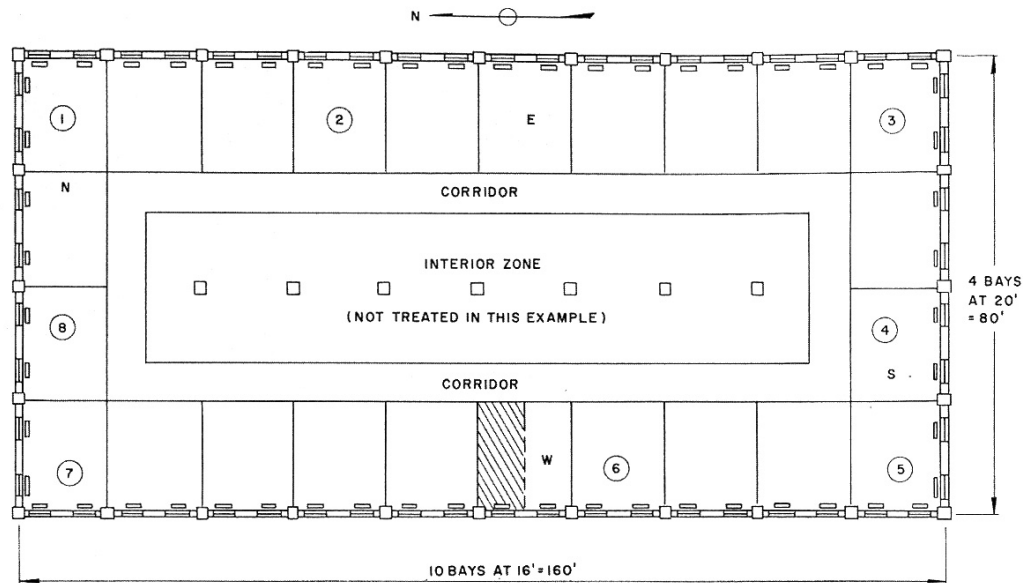 N
1
2
E
3
N
CORRIDOR
INTERIOR ZONE
(NOT TREATED IN THIS EXAMPLE)
4 BAYS
AT 20'
= 80'
8
4
S
CORRIDOR
7
W
6
5
10 BAYS AT 16' = 160'